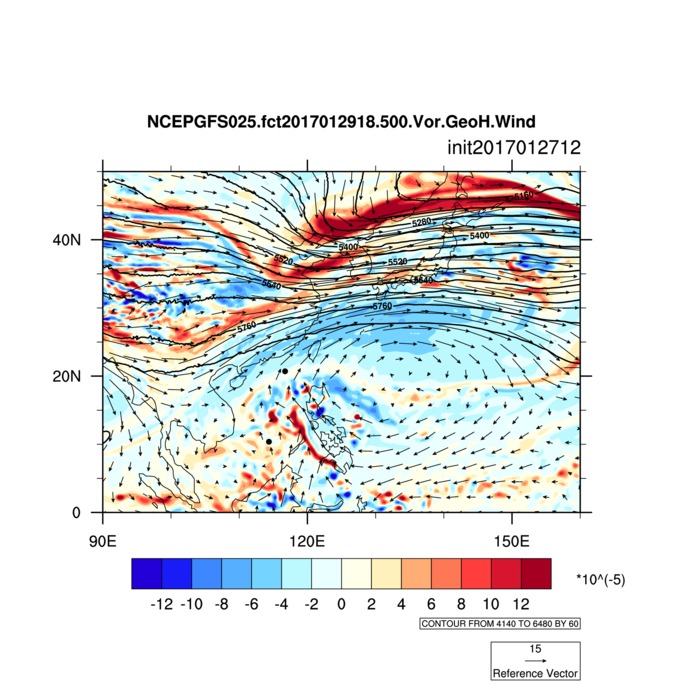 NCEPGFS025.fct2017012918.500.Vor.GeoH.Wind
init2017012712
5160
5280
5400
5400
5520
5520
5640
5640
5760
5760
40N
20N
0
90E 120E 150E
-12 -10 -8 -6 -4 -2 0 2 4 6 8 10 12
*10^(-5)
CONTOUR FROM 4140 TO 6480 BY 60
15
Reference Vector